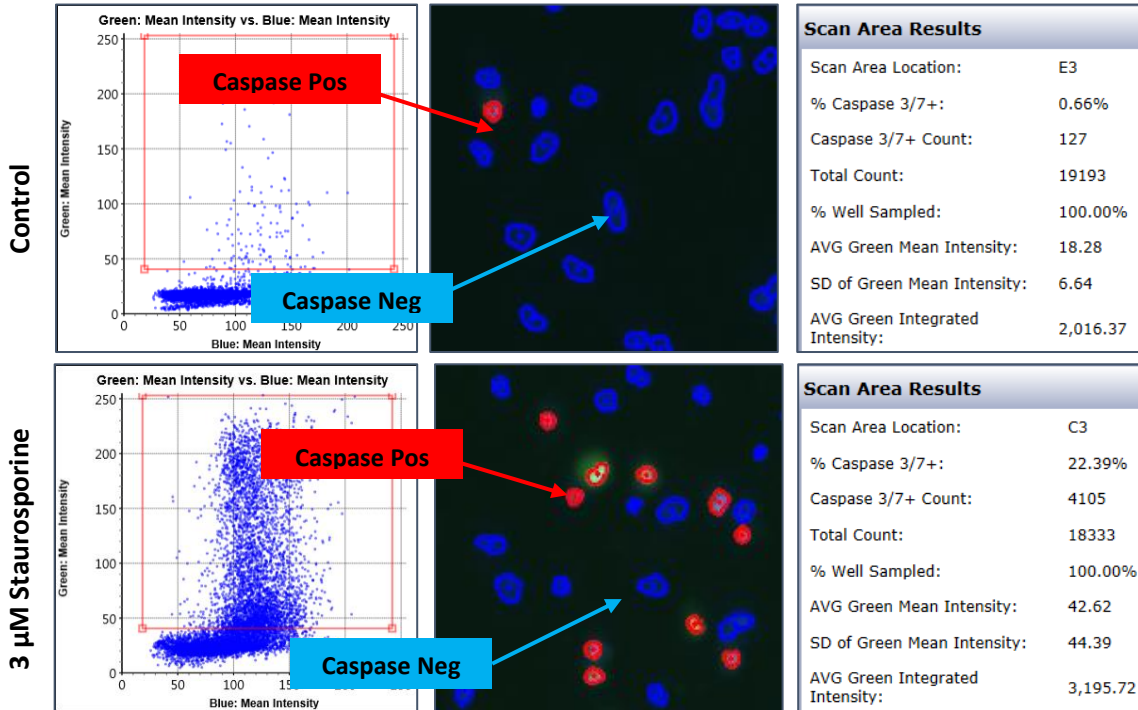 Control
Green: Mean Intensity vs. Blue: Mean Intensity
Green: Mean Intensity
250
200
150
100
50
0
0 50 100 150 200 250
Blue: Mean Intensity
Caspase Pos
Caspase Neg
Scan Area Results
Scan Area Location: E3
% Caspase 3/7+: 0.66%
Caspase 3/7+ Count: 127
Total Count: 19193
% Well Sampled: 100.00%
AVG Green Mean Intensity: 18.28
SD of Green Mean Intensity: 6.64
AVG Green Integrated
Intensity: 2,016.37
3 µM Staurosporine
Green: Mean Intensity vs. Blue: Mean Intensity
Green: Mean Intensity
250
200
150
100
50
0
0 50 100 15
Blue: Mean Intensity
Caspase Pos
Caspase Neg
Scan Area Results
Scan Area Location: C3
% Caspase 3/7+: 22.39%
Caspase 3/7+ Count: 4105
Total Count: 18333
% Well Sampled: 100.00%
AVG Green Mean Intensity: 42.62
SD of Green Mean Intensity: 44.39
AVG Green Integrated
Intensity: 3,195.72